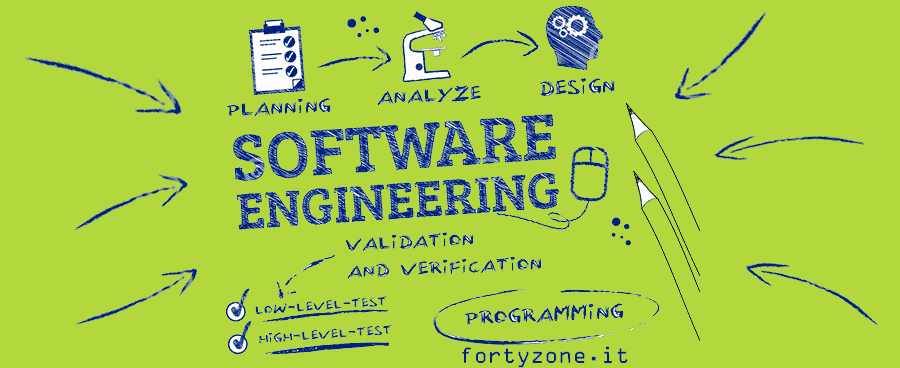 PLANNiNG
ANALYZE
DESiGN
SOFTWARE
ENGINEERING
VALiDATiON
AND VERiFiCATiON
LOW-LEVEL-TEST
HiGH-LEVEL-TEST
PROGRAMMiNG
fortyzone.it